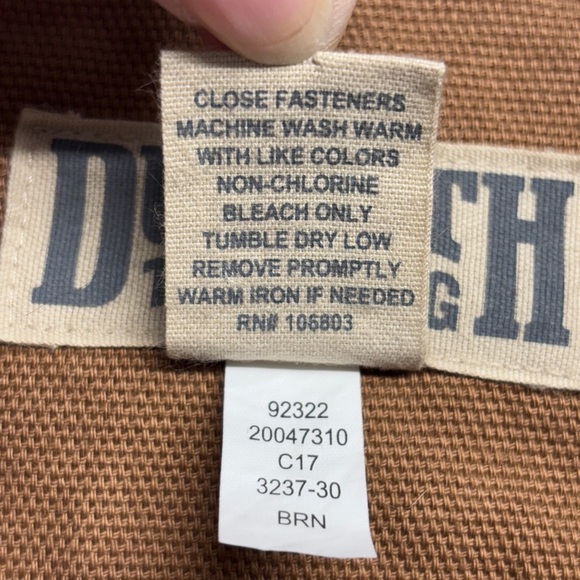 CLOSE FASTENERS
MACHINE WASH WARM
WITH LIKE COLORS
NON-CHLORINE
BLEACH ONLY
TUMBLE DRY LOW
REMOVE PROMPTLY
WARM IRON IF NEEDED
RN# 106803
92322
20047310
C17
3237-30
BRN